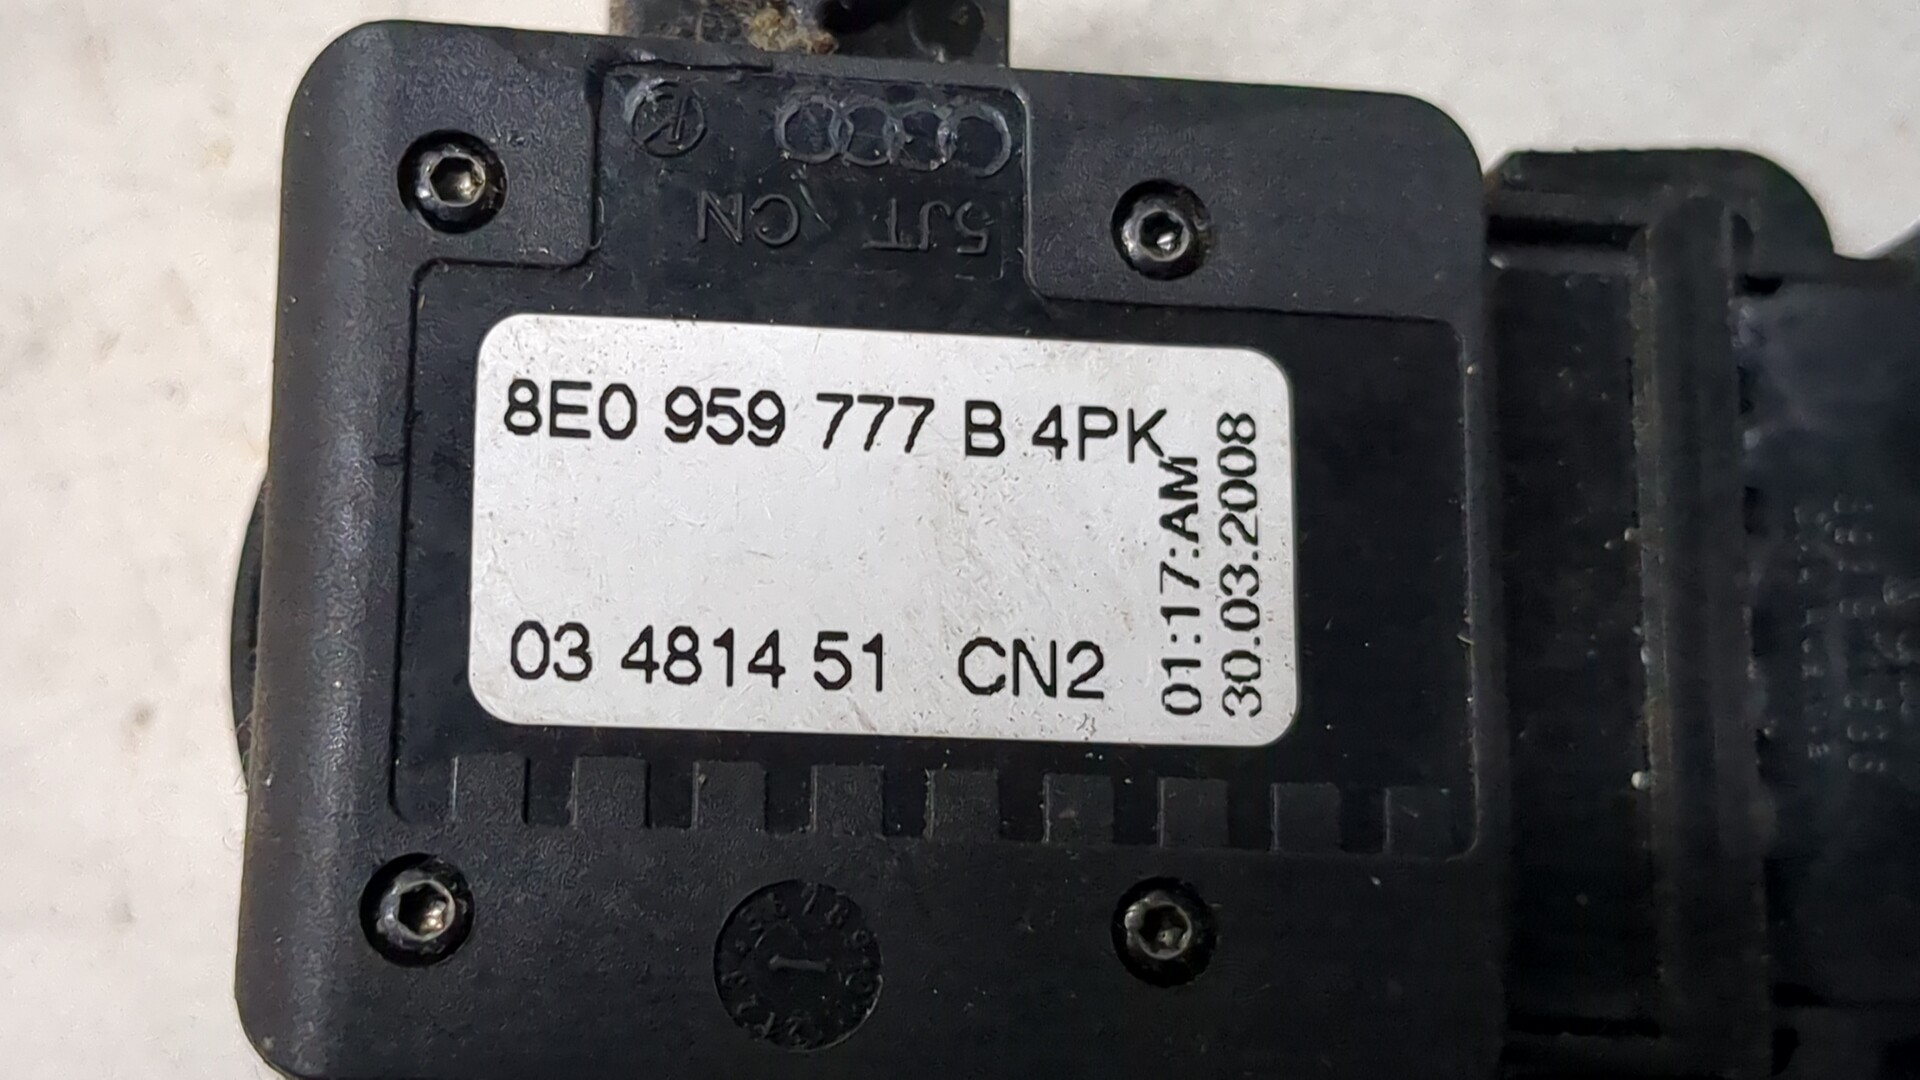 5JT CN
8E0 959 777 B 4PK
03 4814 51 CN2
01:17:AM
30.03.2008